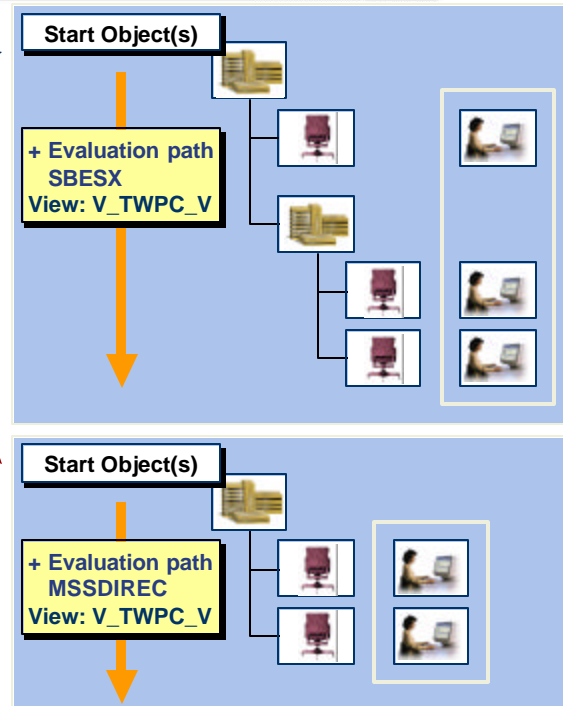 Start Object(s)
+ Evaluation path
SBESX
View: V_TWPC_V
Start Object(s)
+ Evaluation path
MSSDIREC
View: V_TWPC_V